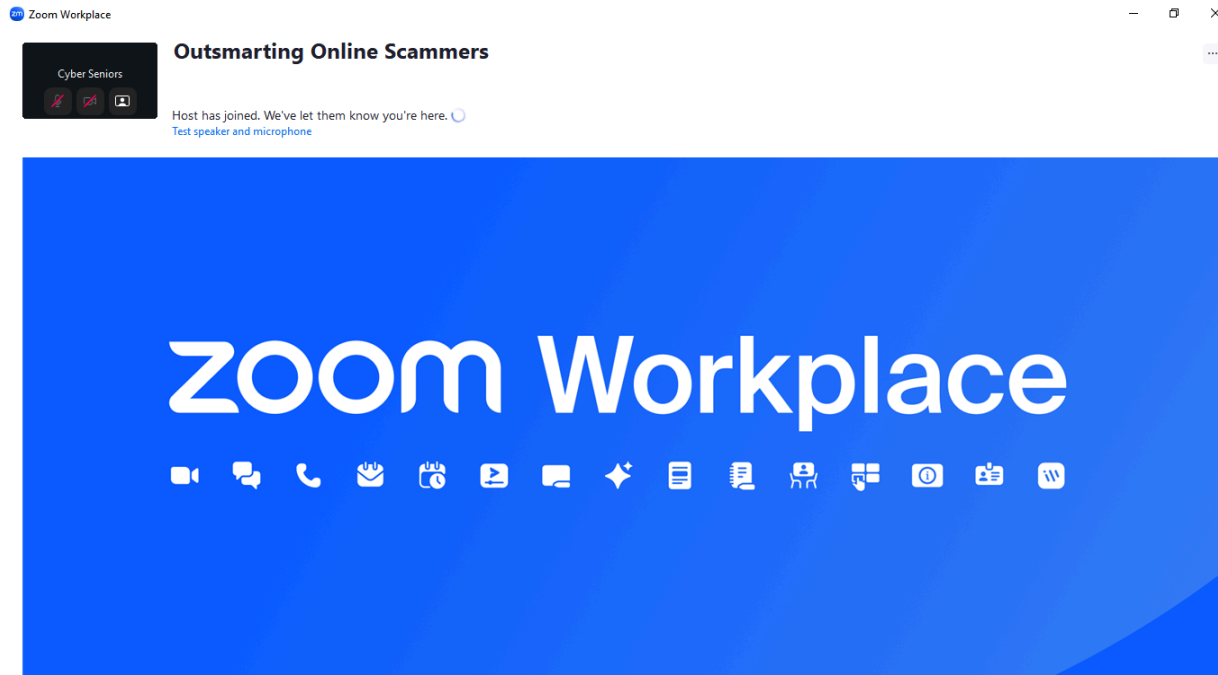 zm Zoom Workplace
Outsmarting Online Scammers
Cyber Seniors
Host has joined. We've let them know you're here.
Test speaker and microphone
zoom Workplace